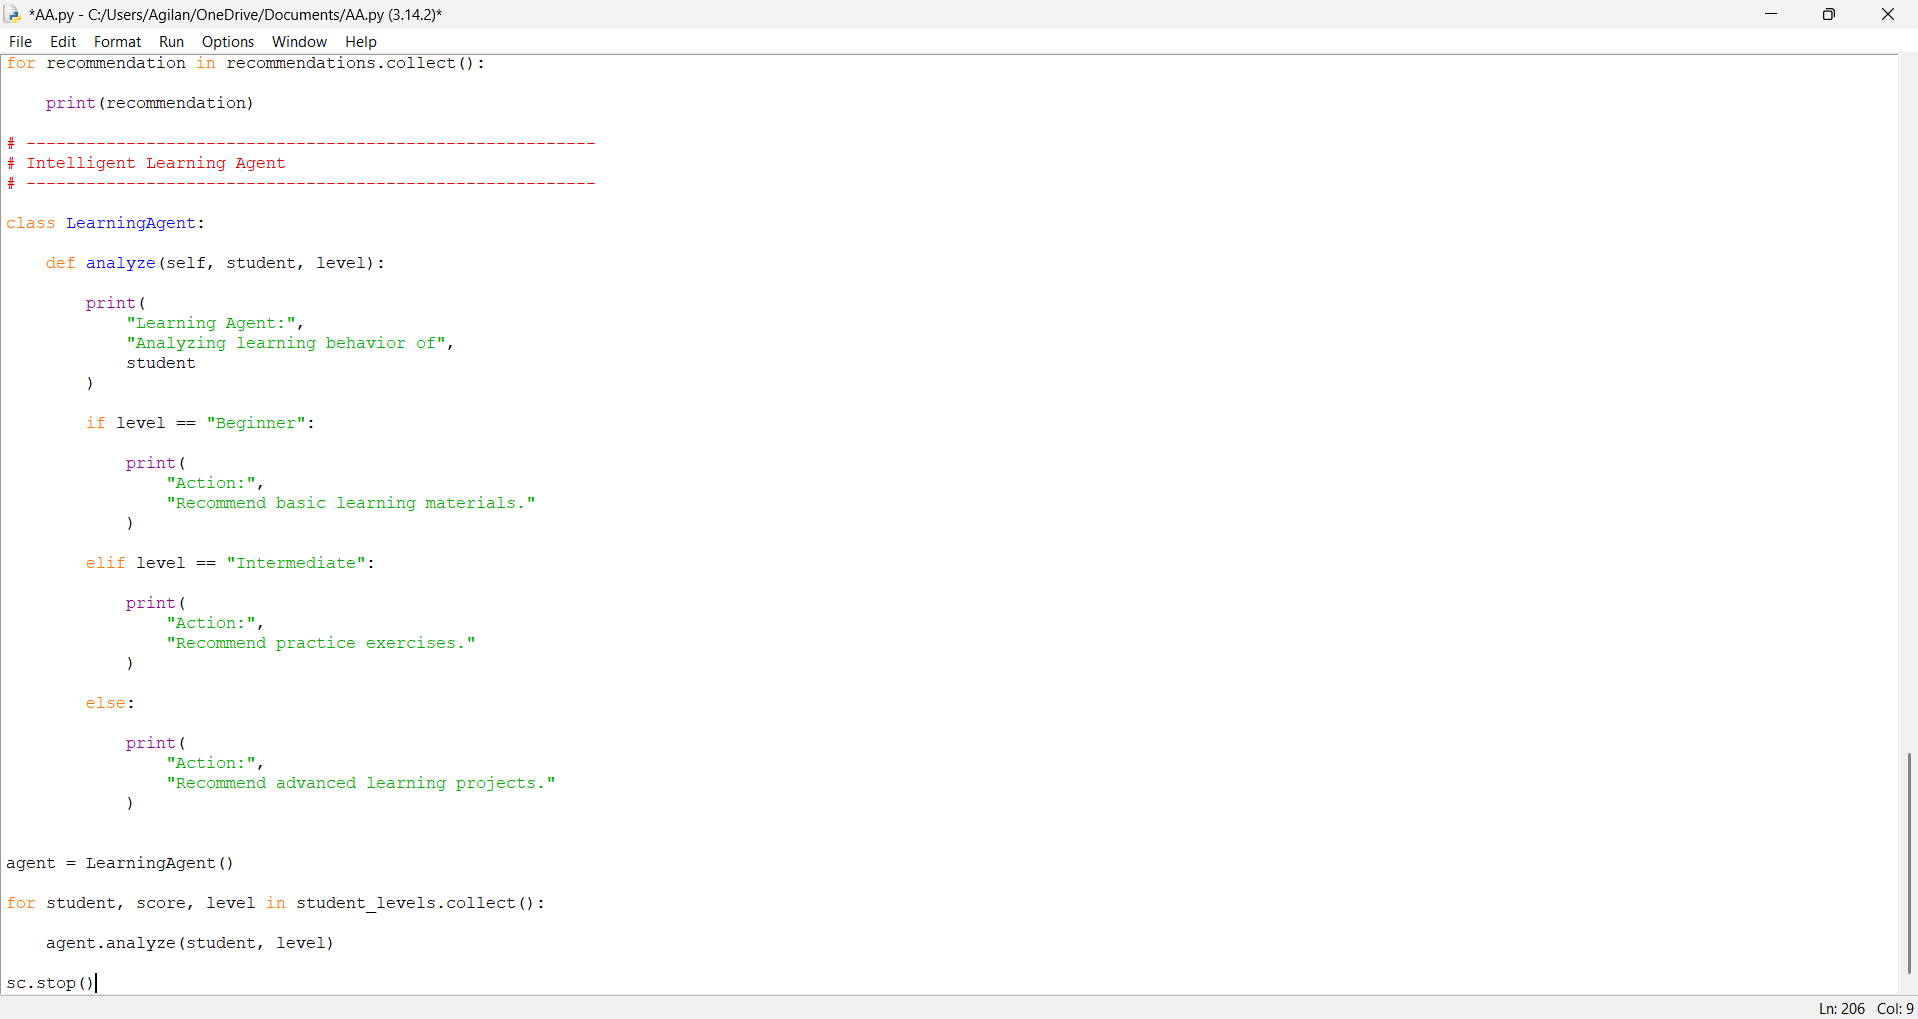 *AA.py - C:/Users/Agilan/OneDrive/Documents/AA.py (3.14.2)*
File Edit Format Run Options Window Help
for recommendation in recommendations.collect():
    print(recommendation)
# ---------------------------------------------------------
# Intelligent Learning Agent
# ---------------------------------------------------------
class LearningAgent:
    def analyze(self, student, level):
        print(
            "Learning Agent:",
            "Analyzing learning behavior of",
            student
        )
        if level == "Beginner":
            print(
                "Action:",
                "Recommend basic learning materials."
            )
        elif level == "Intermediate":
            print(
                "Action:",
                "Recommend practice exercises."
            )
        else:
            print(
                "Action:",
                "Recommend advanced learning projects."
            )
agent = LearningAgent()
for student, score, level in student_levels.collect():
    agent.analyze(student, level)
sc.stop()
Ln: 206 Col: 9